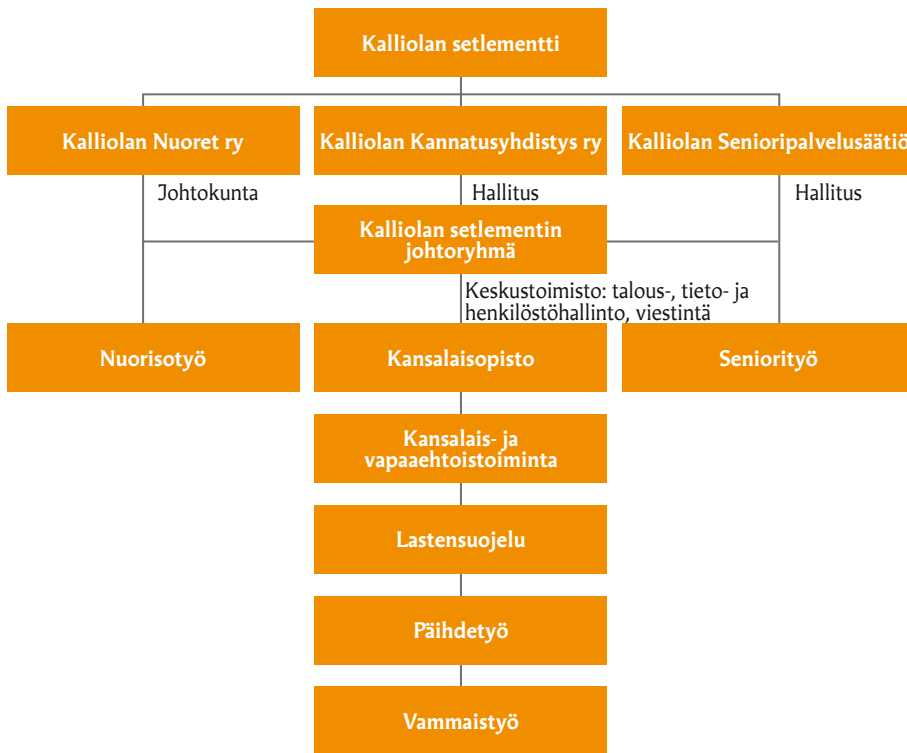 Kalliolan setlementti
Kalliolan Nuoret ry
Kalliolan Kannatusyhdistys ry
Kalliolan Senioripalvelusäätiö
Johtokunta
Hallitus
Hallitus
Kalliolan setlementin
johtoryhmä
Keskustoimisto: talous-, tieto- ja
henkilöstöhallinto, viestintä
Nuorisotyö
Kansalaisopisto
Seniorityö
Kansalais- ja
vapaaehtoistoiminta
Lastensuojelu
Päihdetyö
Vammaistyö